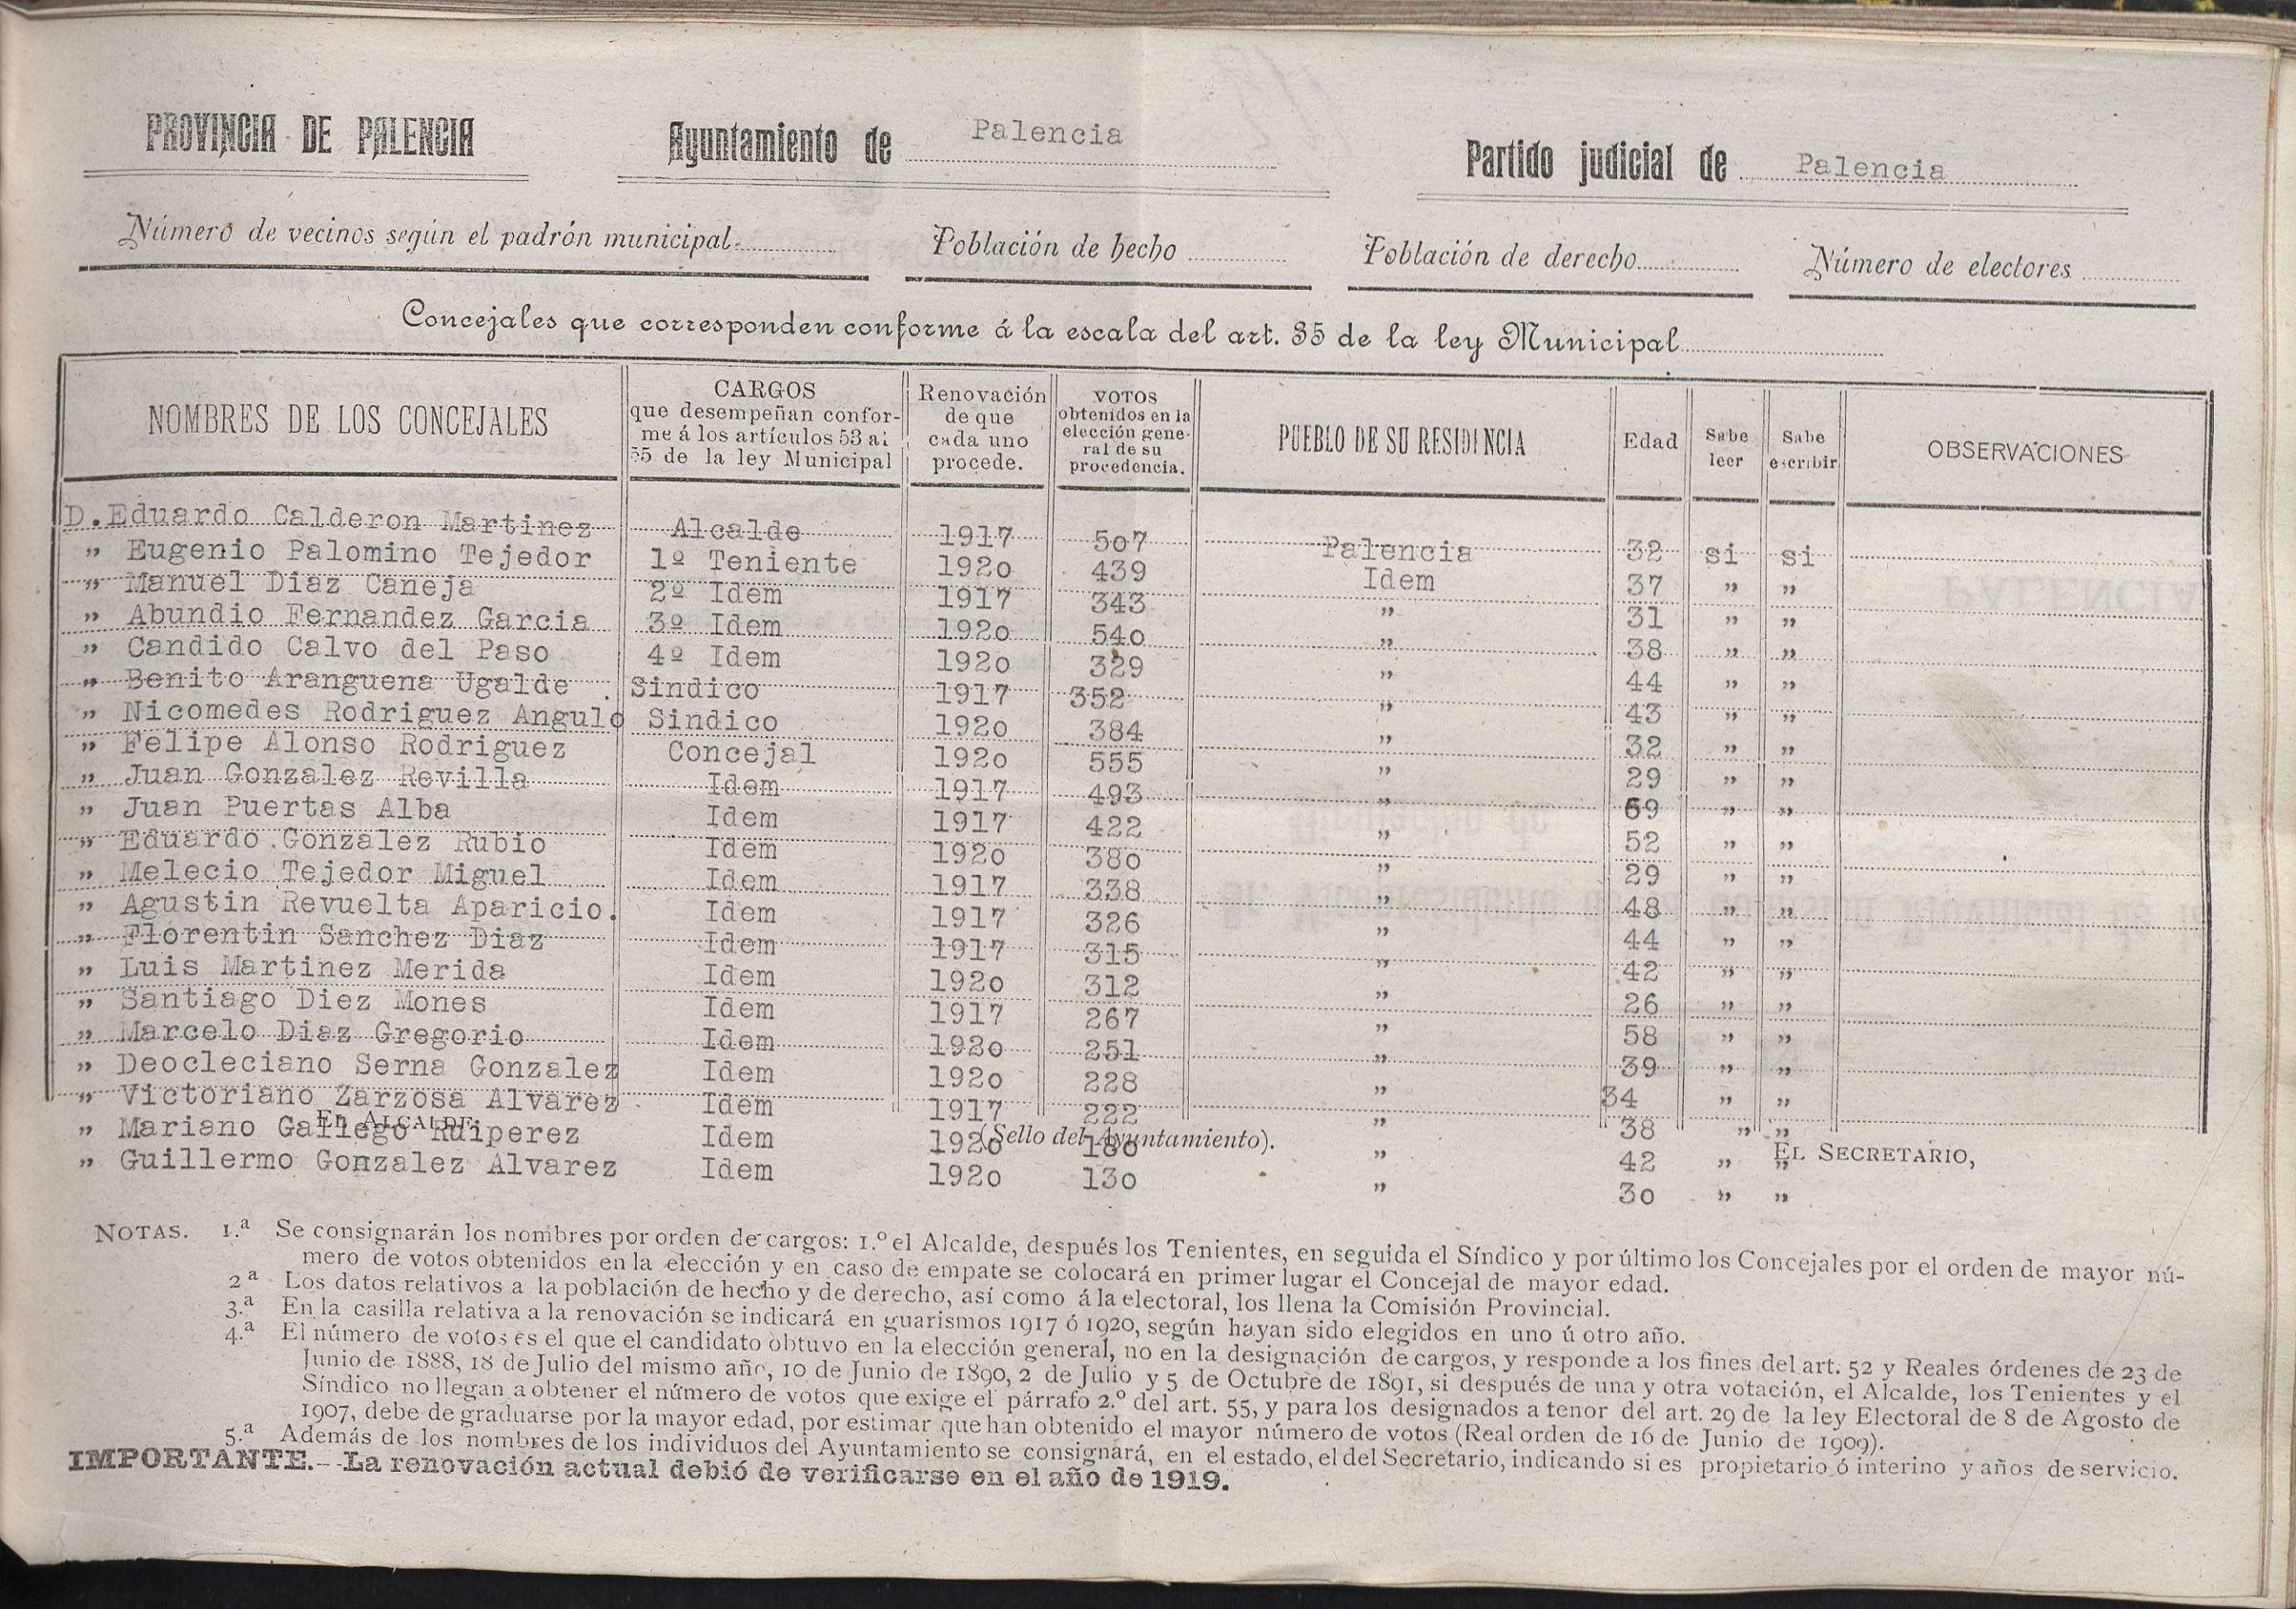 PROVINCIA DE PALENCIA Ayuntamiento de Palencia Partido judicial de Palencia
Número de vecinos según el padrón municipal Población de hecho Población de derecho Número de electores
Concejales que corresponden conforme á la escala del art. 35 de la ley Municipal
NOMBRES DE LOS CONCEJALES
CARGOS
que desempeñan confor-
me á los artículos 53 al
55 de la ley Municipal
Renovación
de que
cada uno
procede.
VOTOS
obtenidos en la
elección gene-
ral de su
procedencia.
PUEBLO DE SU RESIDENCIA
Edad
Sabe
leer
Sabe
escribir
OBSERVACIONES
D. Eduardo Calderon Martinez Alcalde 1917 507 Palencia 32 si si
„ Eugenio Palomino Tejedor 1º Teniente 1920 439 Idem 37 „ „
„ Manuel Diaz Caneja 2º Idem 1917 343 „ 31 „ „
„ Abundio Fernandez Garcia 3º Idem 1920 540 „ 38 „ „
„ Candido Calvo del Paso 4º Idem 1920 329 „ 44 „ „
„ Benito Aranguena Ugalde . Sindico 1917 352 „ 43 „ „
„ Nicomedes Rodriguez Angulo Sindico 1920 384 „ 32 „ „
„ Felipe Alonso Rodriguez Concejal 1920 555 „ 29 „ „
„ Juan Gonzalez Revilla Idem 1917 493 „ 69 „ „
„ Juan Puertas Alba Idem 1917 422 „ 52 „ „
„ Eduardo Gonzalez Rubio Idem 1920 380 „ 29 „ „
„ Melecio Tejedor Miguel Idem 1917 338 „ 48 „ „
„ Agustin Revuelta Aparicio. Idem 1917 326 „ 44 „ „
„ Florentin Sanchez Diaz Idem 1917 315 „ 42 „ „
„ Luis Martinez Merida Idem 1920 312 „ 26 „ „
„ Santiago Diez Mones Idem 1917 267 „ 58 „ „
„ Marcelo Diaz Gregorio Idem 1920 251 „ 39 „ „
„ Deocleciano Serna Gonzalez Idem 1920 228 „ 34 „ „
„ Victoriano Zarzosa Alvarez Idem 1917 222 „ 38 „ „
„ Mariano Gallego Ruiperez Idem 1920 180 „ 42 „ „
„ Guillermo Gonzalez Alvarez Idem 1920 130 „ 30 „ „
EL ALCALDE, (Sello del Ayuntamiento). EL SECRETARIO,
NOTAS. 1.ª Se consignarán los nombres por orden de cargos: 1.º el Alcalde, después los Tenientes, en seguida el Síndico y por último los Concejales por el orden de mayor nú-
mero de votos obtenidos en la elección y en caso de empate se colocará en primer lugar el Concejal de mayor edad.
2ª Los datos relativos a la población de hecho y de derecho, así como á la electoral, los llena la Comisión Provincial.
3.ª En la casilla relativa a la renovación se indicará en guarismos 1917 ó 1920, según hayan sido elegidos en uno ú otro año.
4.ª El número de votos es el que el candidato obtuvo en la elección general, no en la designación de cargos, y responde a los fines del art. 52 y Reales órdenes de 23 de
Junio de 1888, 18 de Julio del mismo año, 10 de Junio de 1890, 2 de Julio y 5 de Octubre de 1891, si después de una y otra votación, el Alcalde, los Tenientes y el
Síndico no llegan a obtener el número de votos que exige el párrafo 2.º del art. 55, y para los designados a tenor del art. 29 de la ley Electoral de 8 de Agosto de
1907, debe de graduarse por la mayor edad, por estimar que han obtenido el mayor número de votos (Real orden de 16 de Junio de 1909).
5.ª Además de los nombres de los individuos del Ayuntamiento se consignará, en el estado, el del Secretario, indicando si es propietario ó interino y años de servicio.
IMPORTANTE.--La renovación actual debió de verificarse en el año de 1919.